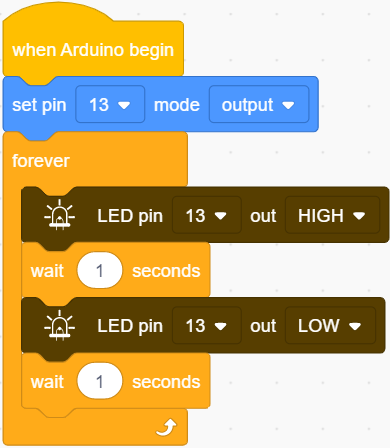 when Arduino begin
set pin 13 mode output
forever
LED pin 13 out HIGH
wait 1 seconds
LED pin 13 out LOW
wait 1 seconds